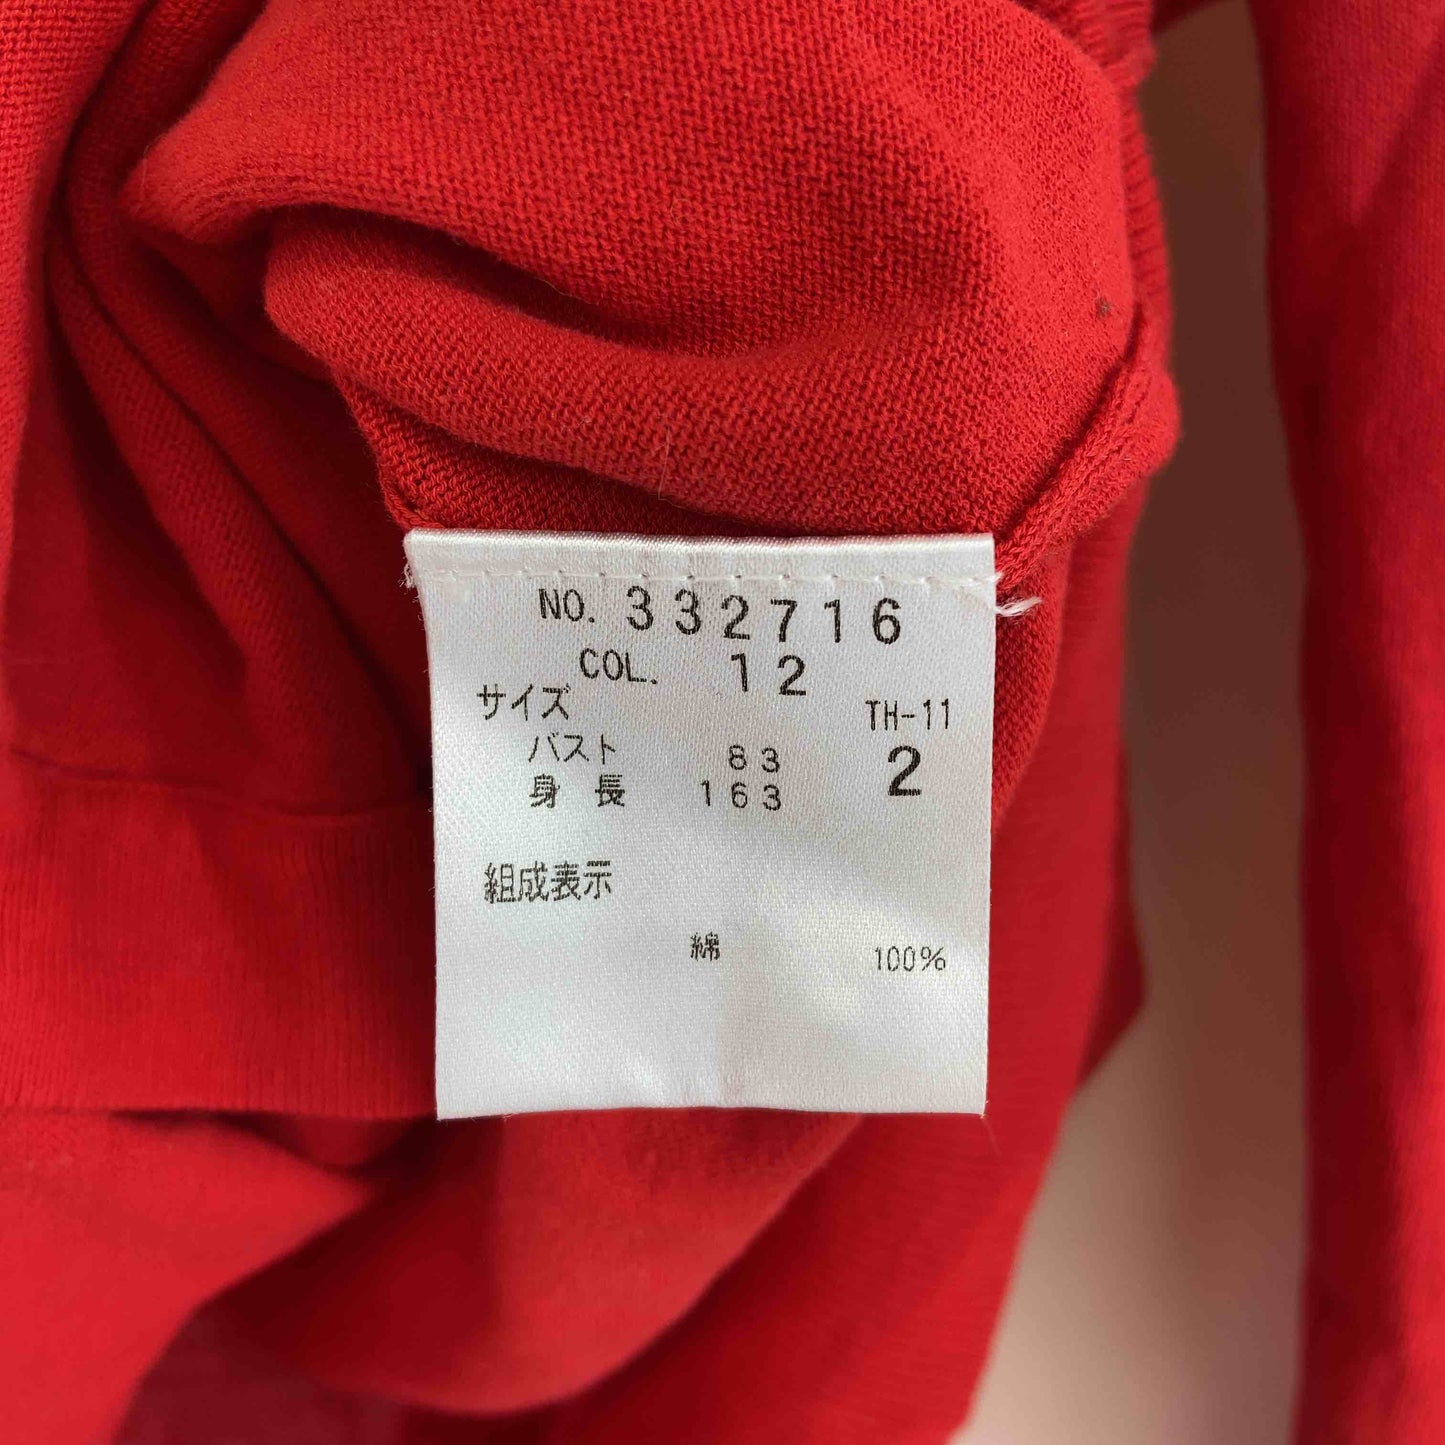 NO. 332716
COL. 12
サイズ TH-11
バスト 83 2
身長 163
組成表示
綿 100%